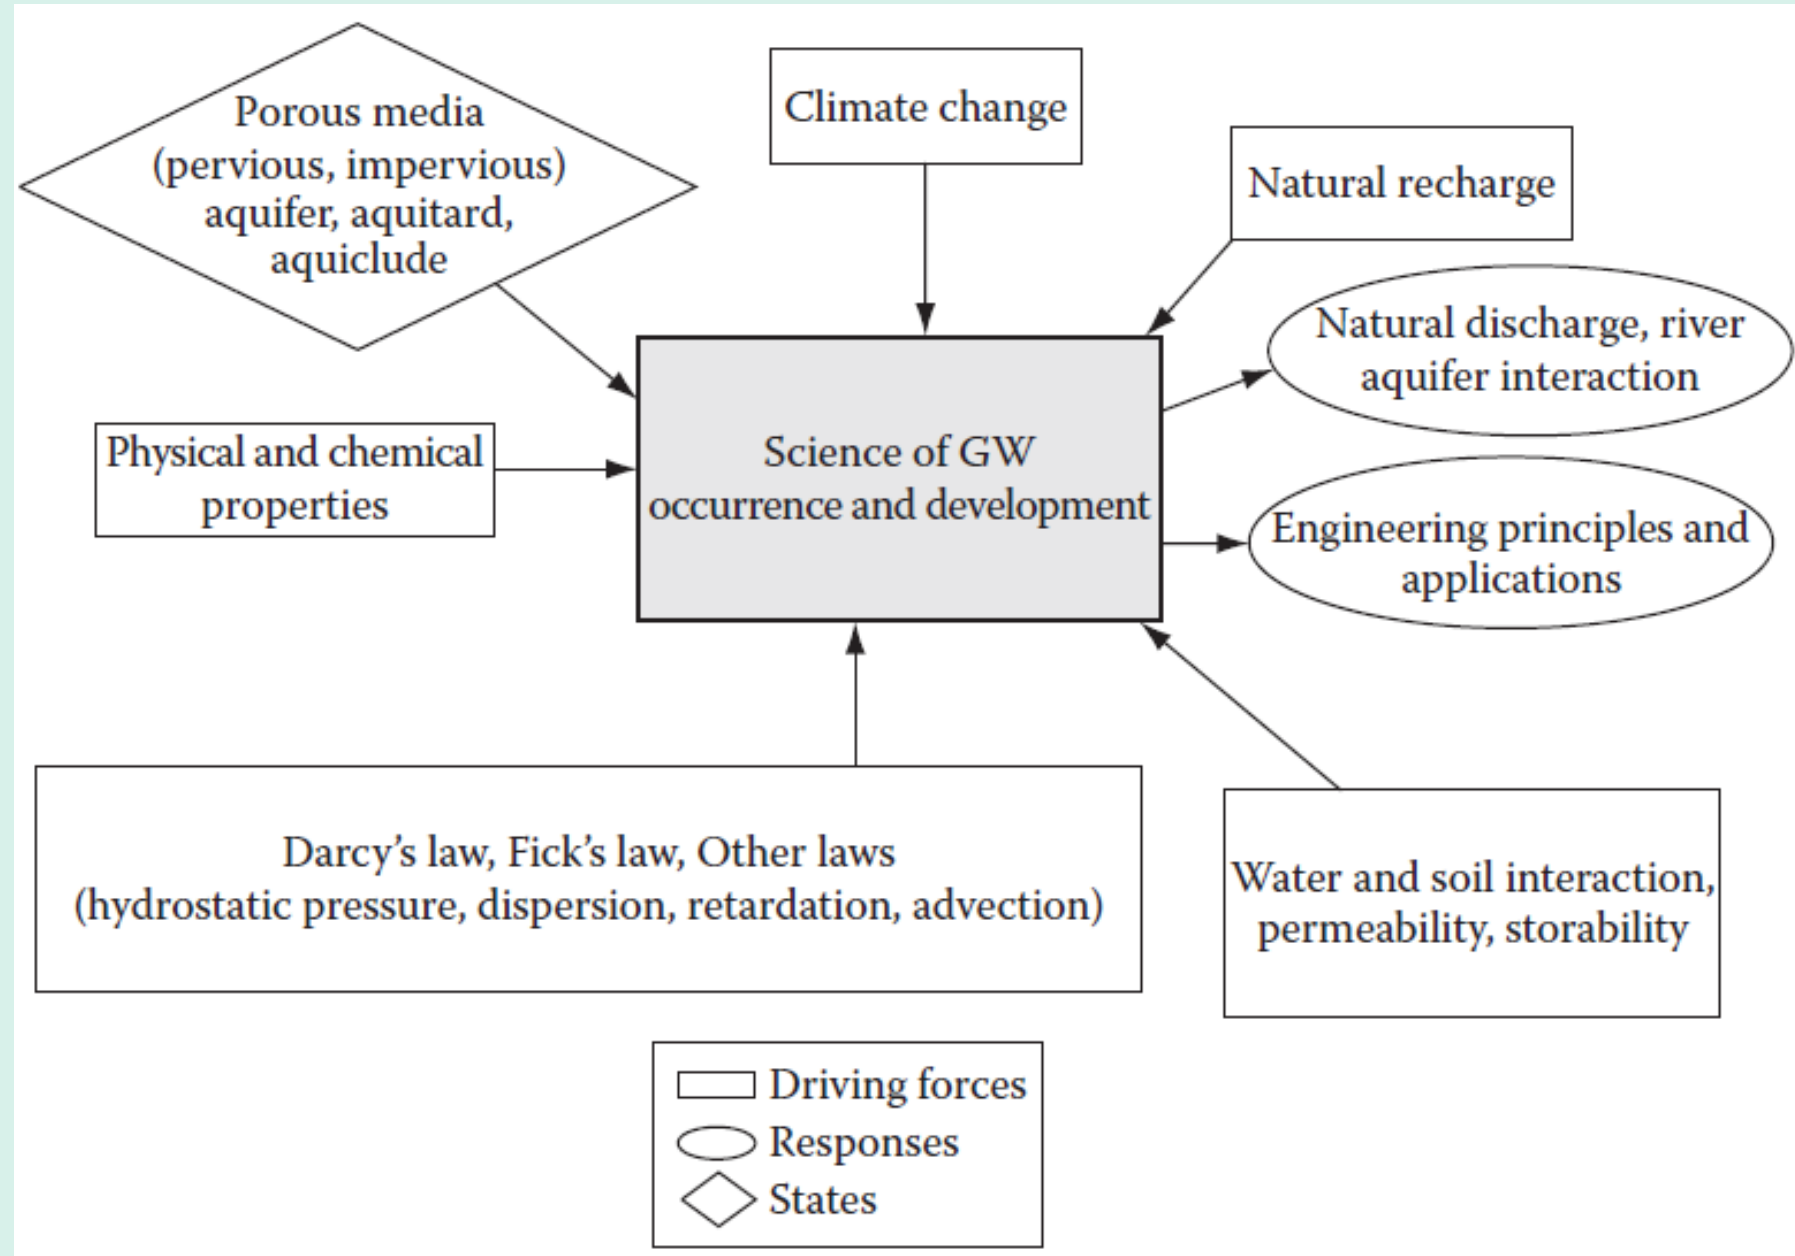 Porous media
(pervious, impervious)
aquifer, aquitard,
aquiclude
Climate change
Natural recharge
Natural discharge, river
aquifer interaction
Physical and chemical
properties
Science of GW
occurrence and development
Engineering principles and
applications
Darcy’s law, Fick’s law, Other laws
(hydrostatic pressure, dispersion, retardation, advection)
Water and soil interaction,
permeability, storability
Driving forces
Responses
States